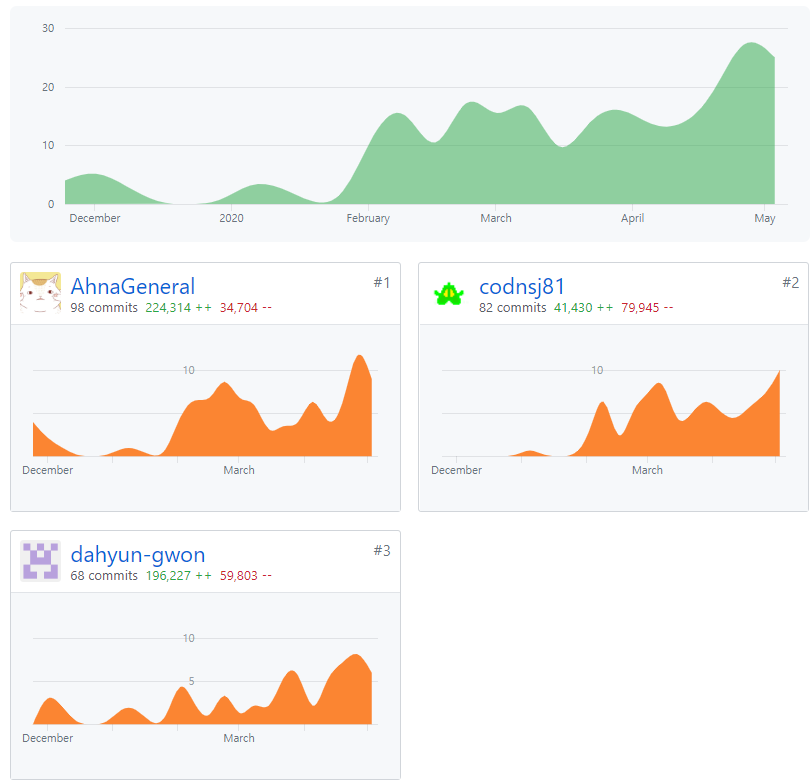 30
20
10
0
December 2020 February March April May
AhnaGeneral #1
98 commits 224,314 ++ 34,704 --
10
December March
codnsj81 #2
82 commits 41,430 ++ 79,945 --
10
December March
dahyun-gwon #3
68 commits 196,227 ++ 59,803 --
10
5
December March